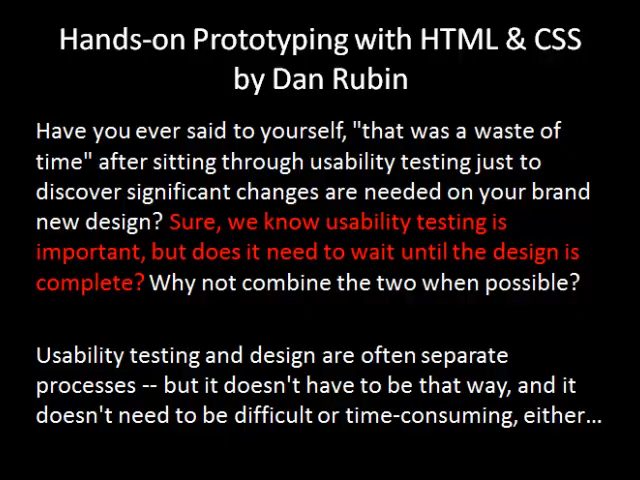 Hands-on Prototyping with HTML & CSS
by Dan Rubin
Have you ever said to yourself, "that was a waste of
time" after sitting through usability testing just to
discover significant changes are needed on your brand
new design? Sure, we know usability testing is
important, but does it need to wait until the design is
complete? Why not combine the two when possible?
Usability testing and design are often separate
processes -- but it doesn't have to be that way, and it
doesn't need to be difficult or time-consuming, either…